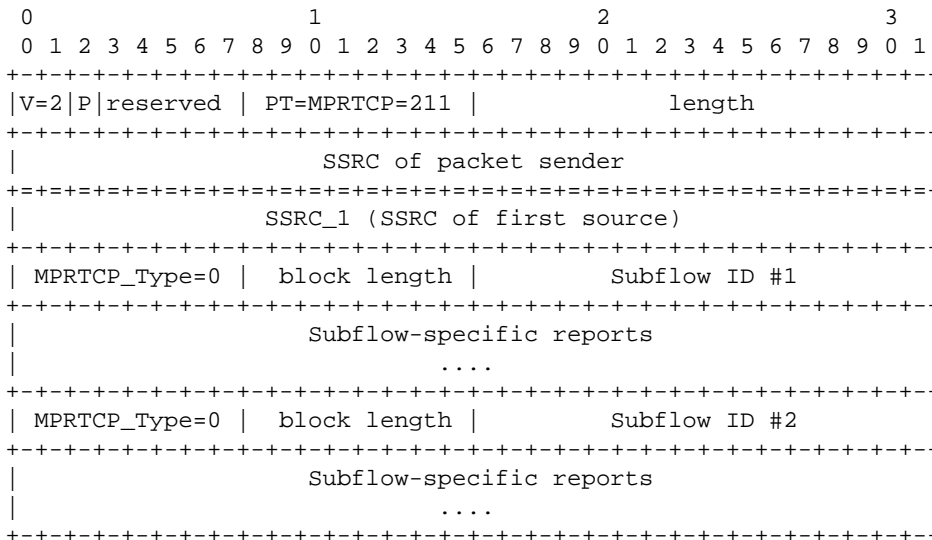 0                   1                   2                   3
 0 1 2 3 4 5 6 7 8 9 0 1 2 3 4 5 6 7 8 9 0 1 2 3 4 5 6 7 8 9 0 1
+-+-+-+-+-+-+-+-+-+-+-+-+-+-+-+-+-+-+-+-+-+-+-+-+-+-+-+-+-+-+-+-
|V=2|P|reserved | PT=MPRTCP=211 |             length
+-+-+-+-+-+-+-+-+-+-+-+-+-+-+-+-+-+-+-+-+-+-+-+-+-+-+-+-+-+-+-+-
|                     SSRC of packet sender
+=+=+=+=+=+=+=+=+=+=+=+=+=+=+=+=+=+=+=+=+=+=+=+=+=+=+=+=+=+=+=+=
|                 SSRC_1 (SSRC of first source)
+-+-+-+-+-+-+-+-+-+-+-+-+-+-+-+-+-+-+-+-+-+-+-+-+-+-+-+-+-+-+-+-
| MPRTCP_Type=0 |  block length |         Subflow ID #1
+-+-+-+-+-+-+-+-+-+-+-+-+-+-+-+-+-+-+-+-+-+-+-+-+-+-+-+-+-+-+-+-
|                    Subflow-specific reports
|                             ....
+-+-+-+-+-+-+-+-+-+-+-+-+-+-+-+-+-+-+-+-+-+-+-+-+-+-+-+-+-+-+-+-
| MPRTCP_Type=0 |  block length |         Subflow ID #2
+-+-+-+-+-+-+-+-+-+-+-+-+-+-+-+-+-+-+-+-+-+-+-+-+-+-+-+-+-+-+-+-
|                    Subflow-specific reports
|                             ....
+-+-+-+-+-+-+-+-+-+-+-+-+-+-+-+-+-+-+-+-+-+-+-+-+-+-+-+-+-+-+-+-